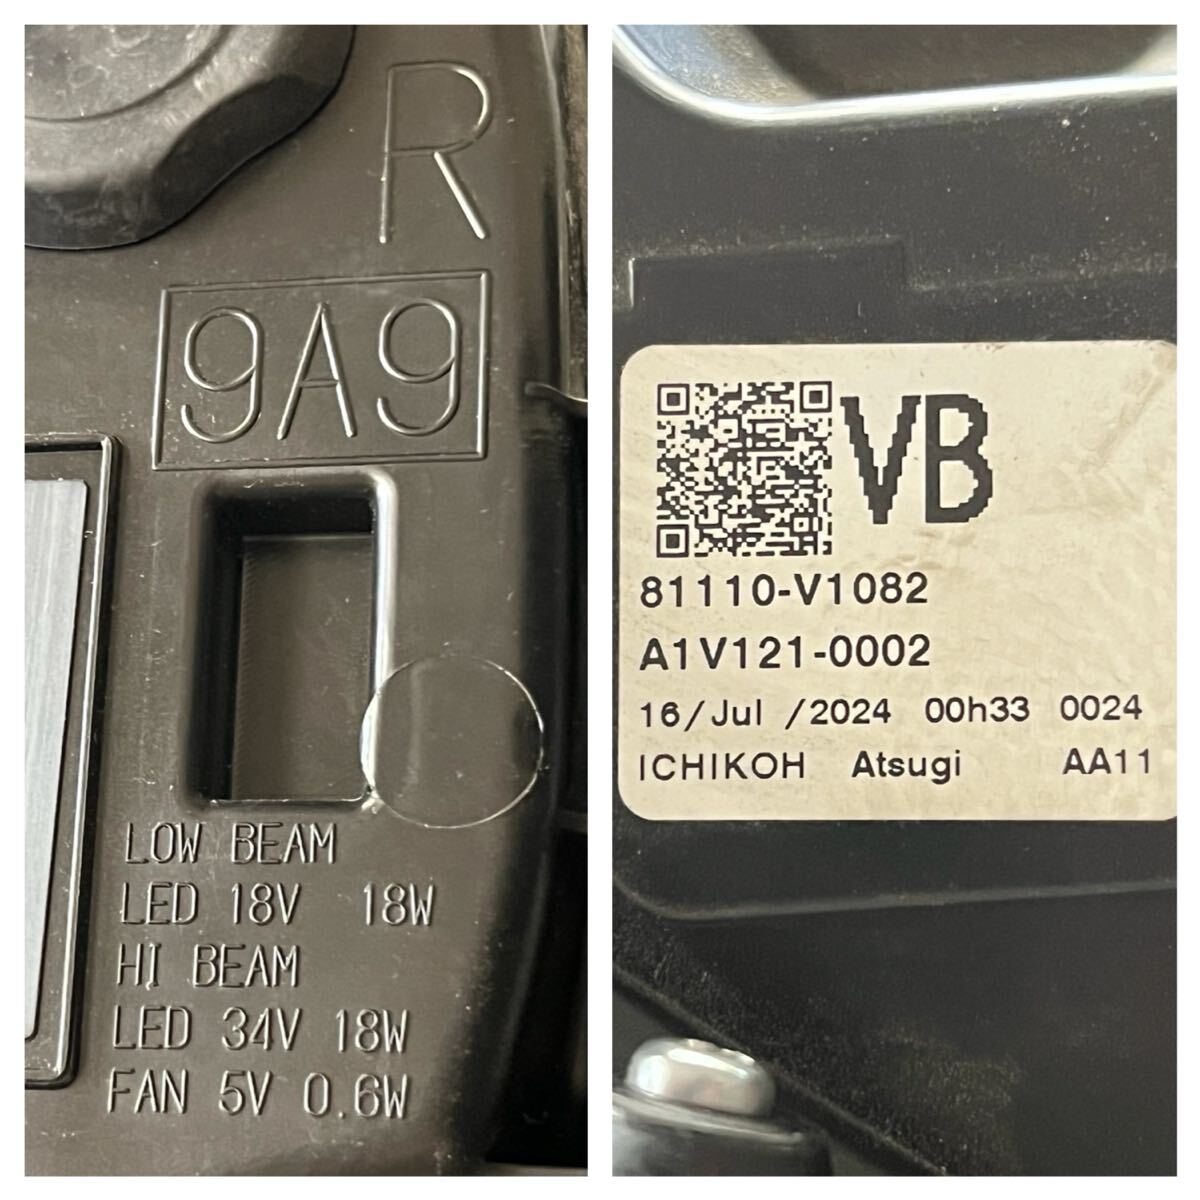 R
9A9
LOW BEAM
LED 18V 18W
HI BEAM
LED 34V 18W
FAN 5V 0.6W
VB
81110-V1082
A1V121-0002
16/Jul /2024 00h33 0024
ICHIKOH Atsugi AA11